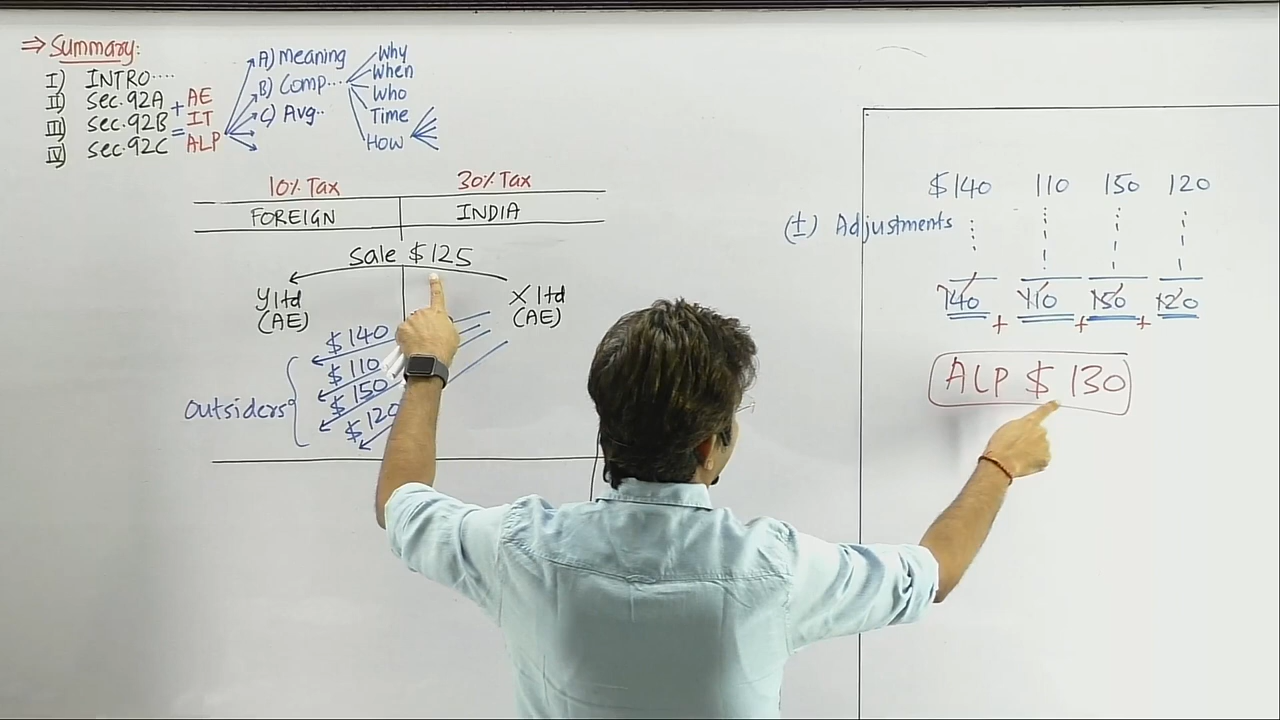 ⇒ Summary:
I) INTRO....
II) Sec.92A + AE
III) Sec.92B = IT
IV) Sec.92C ALP
A) Meaning
B) Comp....
C) Avg..
Why
When
Who
Time
How
10% Tax 30% Tax
FOREIGN INDIA
Sale $125
Y ltd X ltd
(AE) (AE)
$140
$110
$150
$120
Outsiders
$140 110 150 120
(±) Adjustments
140 + 110 + 150 + 120
ALP $ 130